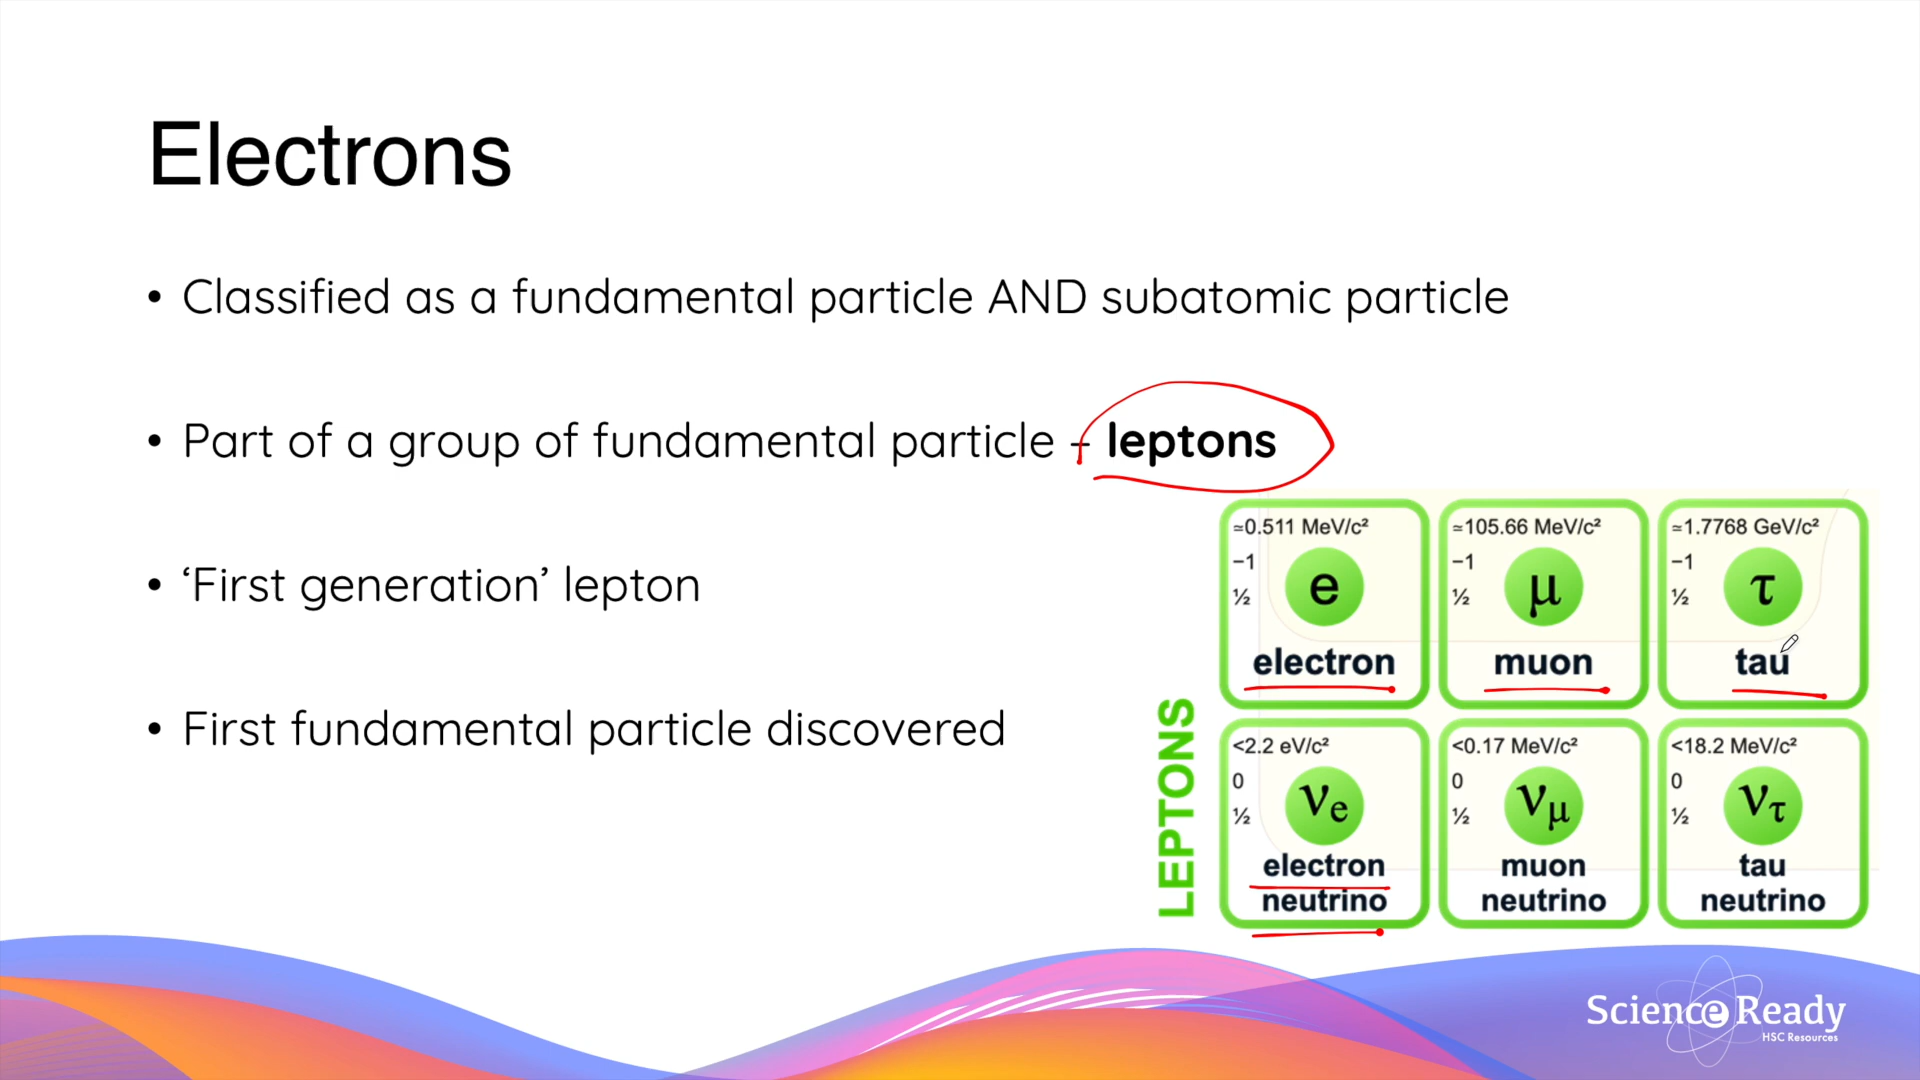 Electrons
• Classified as a fundamental particle AND subatomic particle
• Part of a group of fundamental particle – leptons
• ‘First generation’ lepton
• First fundamental particle discovered
LEPTONS
≃0.511 MeV/c²
−1
½
e
electron
≃105.66 MeV/c²
−1
½
μ
muon
≃1.7768 GeV/c²
−1
½
τ
tau
<2.2 eV/c²
0
½
νe
electron
neutrino
<0.17 MeV/c²
0
½
νμ
muon
neutrino
<18.2 MeV/c²
0
½
ντ
tau
neutrino
Science Ready
HSC Resources